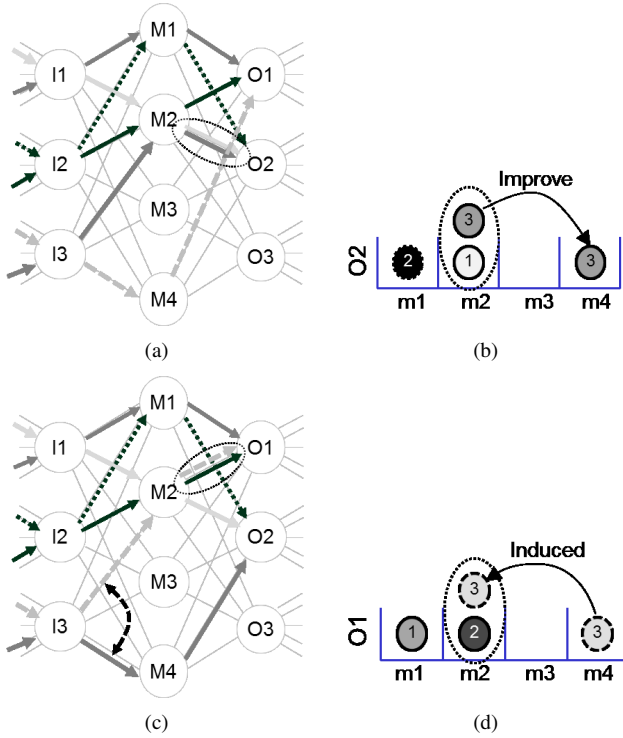 M1
I1
O1
M2
I2
O2
M3
I3
O3
M4
(a)
Improve
3
O2
2
1
3
m1 m2 m3 m4
(b)
M1
I1
O1
M2
I2
O2
M3
I3
O3
M4
(c)
Induced
3
O1
1
2
3
m1 m2 m3 m4
(d)